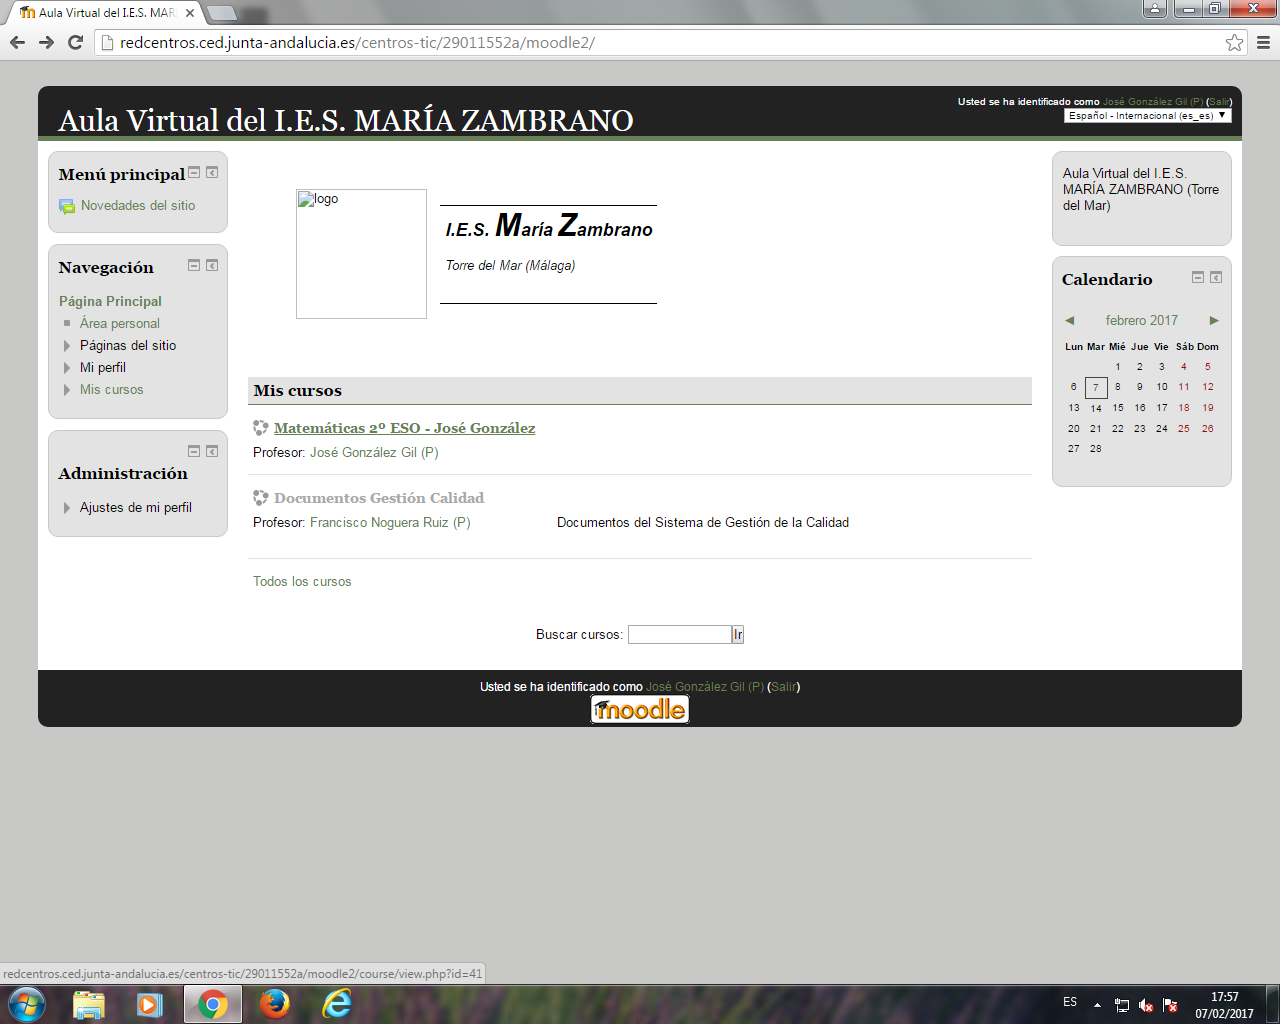 Aula Virtual del I.E.S. MARÍ
redcentros.ced.junta-andalucia.es/centros-tic/29011552a/moodle2/
Usted se ha identificado como José González Gil (P) (Salir)
Español - Internacional (es_es)
Aula Virtual del I.E.S. MARÍA ZAMBRANO
Menú principal
Novedades del sitio
Navegación
Página Principal
Área personal
Páginas del sitio
Mi perfil
Mis cursos
Administración
Ajustes de mi perfil
logo
I.E.S. María Zambrano
Torre del Mar (Málaga)
Mis cursos
Matemáticas 2º ESO - José González
Profesor: José González Gil (P)
Documentos Gestión Calidad
Profesor: Francisco Noguera Ruiz (P) Documentos del Sistema de Gestión de la Calidad
Todos los cursos
Buscar cursos: Ir
Aula Virtual del I.E.S.
MARÍA ZAMBRANO (Torre
del Mar)
Calendario
◄ febrero 2017 ►
Lun Mar Mié Jue Vie Sáb Dom
1 2 3 4 5
6 7 8 9 10 11 12
13 14 15 16 17 18 19
20 21 22 23 24 25 26
27 28
Usted se ha identificado como José González Gil (P) (Salir)
moodle
redcentros.ced.junta-andalucia.es/centros-tic/29011552a/moodle2/course/view.php?id=41
ES
17:57
07/02/2017